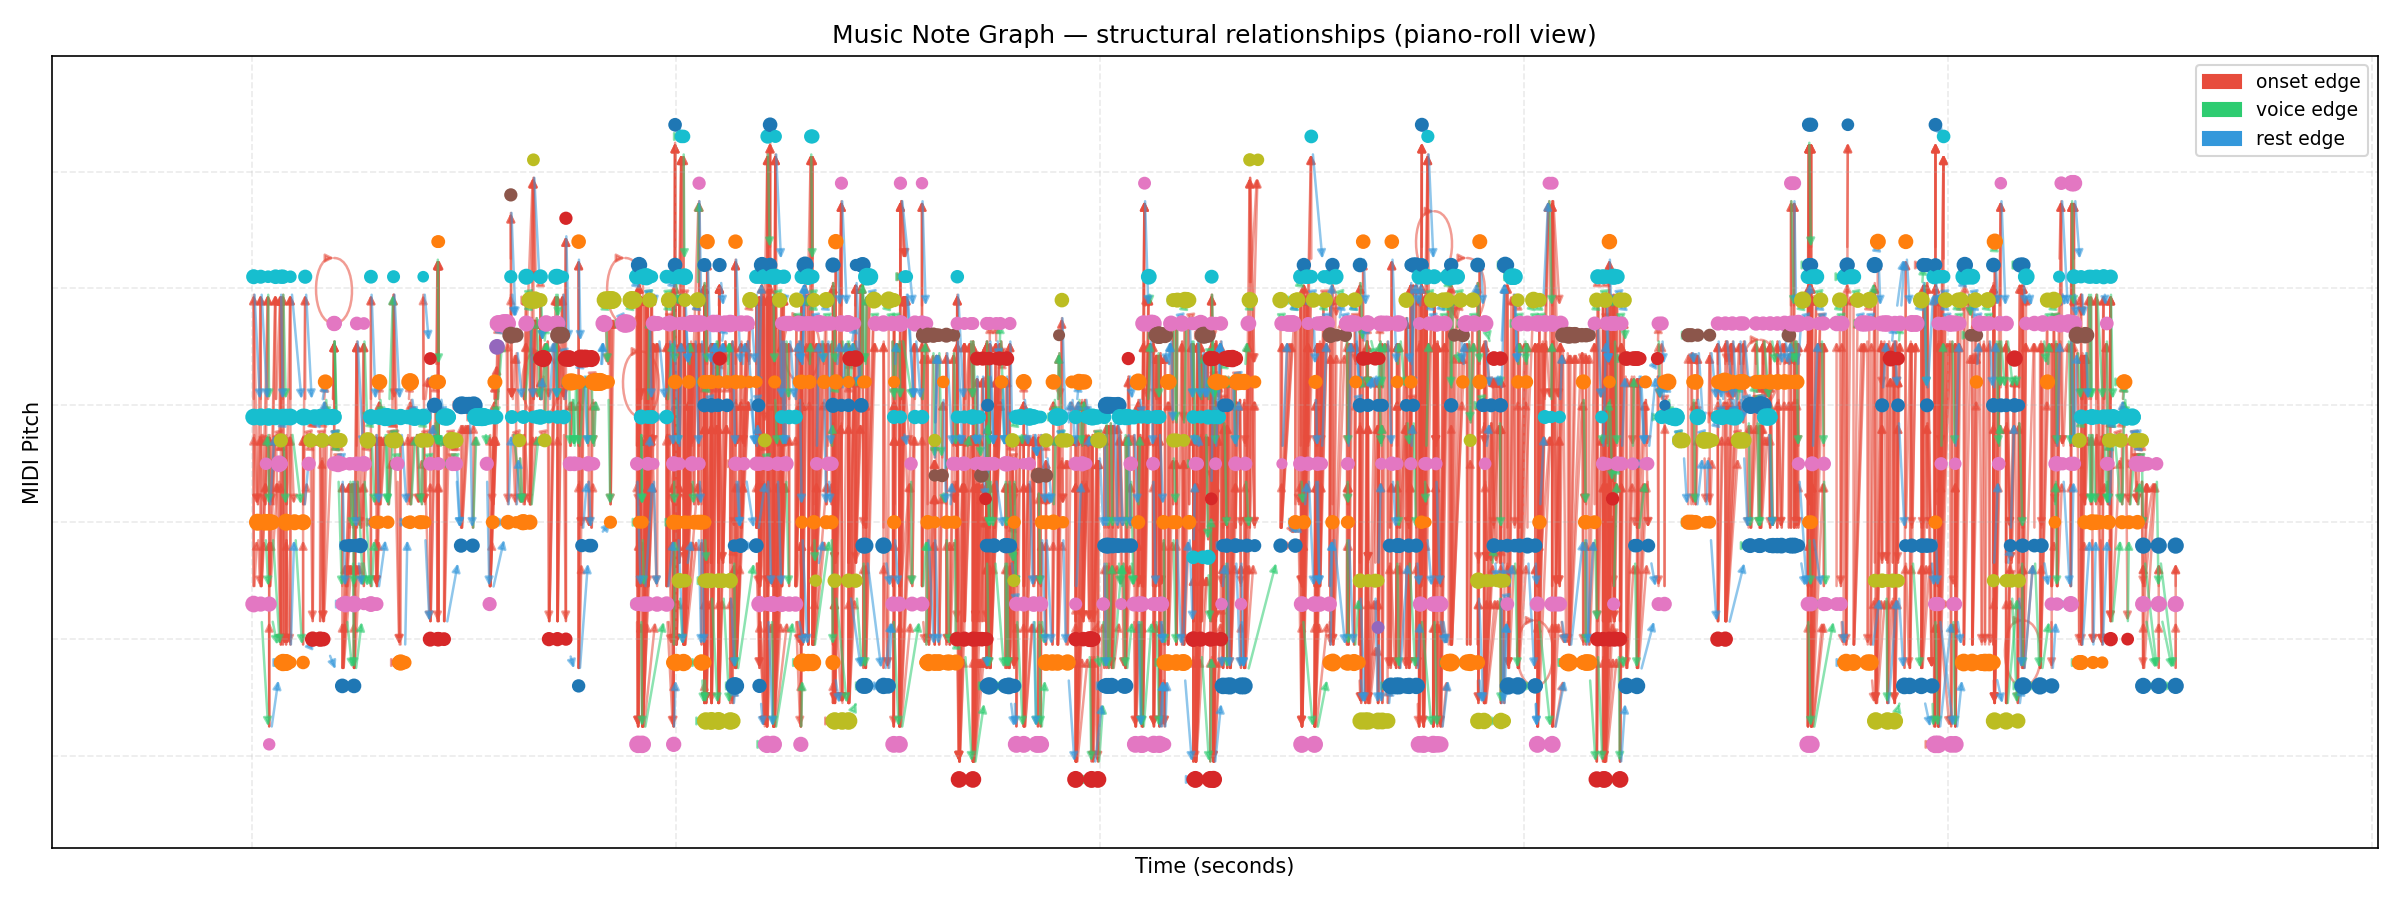 Music Note Graph — structural relationships (piano-roll view)
onset edge
voice edge
rest edge
MIDI Pitch
Time (seconds)